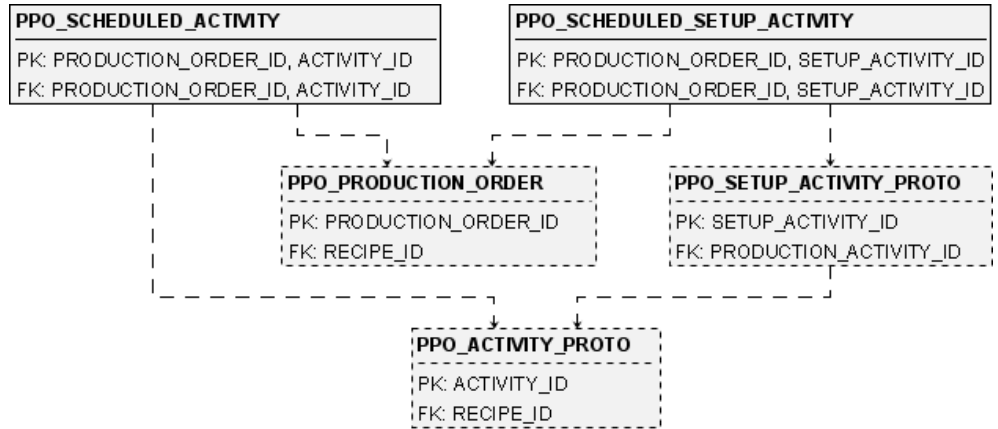 PPO_SCHEDULED_ACTIVITY
PK: PRODUCTION_ORDER_ID, ACTIVITY_ID
FK: PRODUCTION_ORDER_ID, ACTIVITY_ID
PPO_SCHEDULED_SETUP_ACTIVITY
PK: PRODUCTION_ORDER_ID, SETUP_ACTIVITY_ID
FK: PRODUCTION_ORDER_ID, SETUP_ACTIVITY_ID
PPO_PRODUCTION_ORDER
PK: PRODUCTION_ORDER_ID
FK: RECIPE_ID
PPO_SETUP_ACTIVITY_PROTO
PK: SETUP_ACTIVITY_ID
FK: PRODUCTION_ACTIVITY_ID
PPO_ACTIVITY_PROTO
PK: ACTIVITY_ID
FK: RECIPE_ID